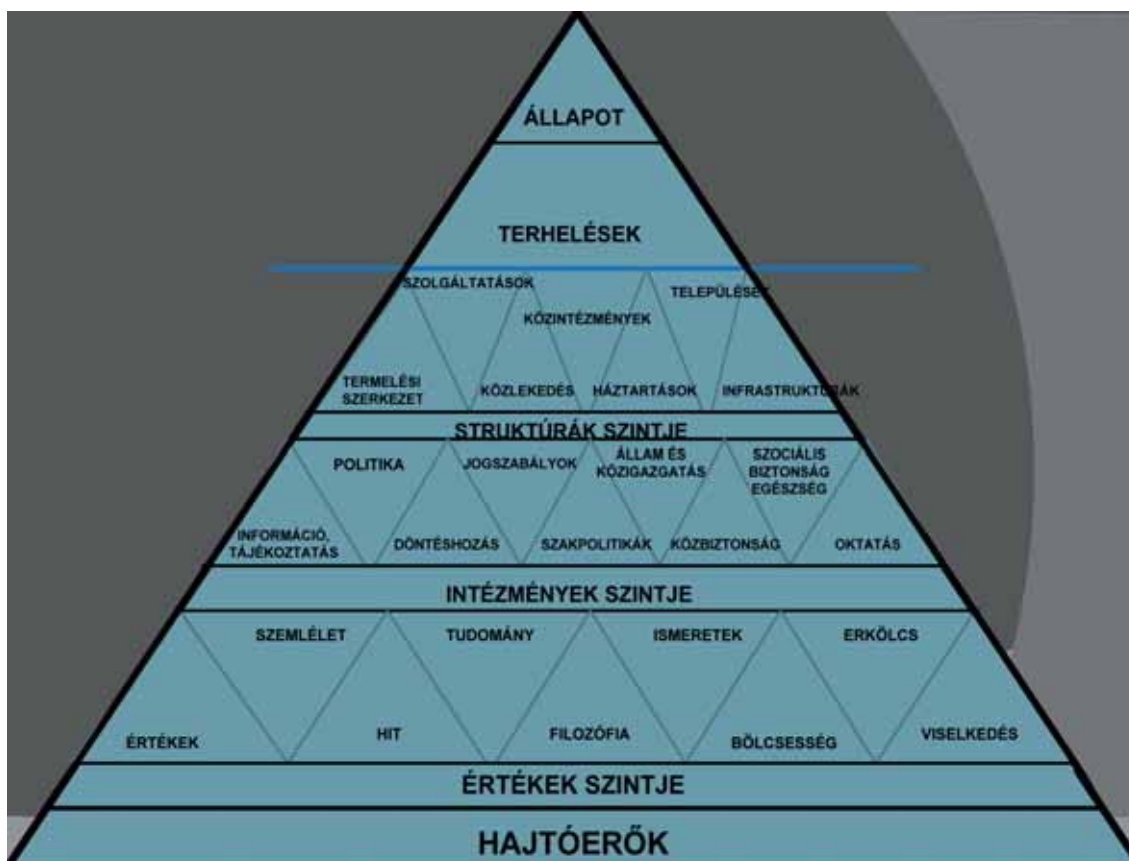 ÁLLAPOT
TERHELÉSEK
SZOLGÁLTATÁSOK
TELEPÜLÉSEK
KÖZINTÉZMÉNYEK
TERMELÉSI
SZERKEZET
KÖZLEKEDÉS
HÁZTARTÁSOK
INFRASTRUKTÚRÁK
STRUKTÚRÁK SZINTJE
POLITIKA
JOGSZABÁLYOK
ÁLLAM ÉS
KÖZIGAZGATÁS
SZOCIÁLIS
BIZTONSÁG
EGÉSZSÉG
INFORMÁCIÓ,
TÁJÉKOZTATÁS
DÖNTÉSHOZÁS
SZAKPOLITIKÁK
KÖZBIZTONSÁG
OKTATÁS
INTÉZMÉNYEK SZINTJE
SZEMLÉLET
TUDOMÁNY
ISMERETEK
ERKÖLCS
ÉRTÉKEK
HIT
FILOZÓFIA
BÖLCSESSÉG
VISELKEDÉS
ÉRTÉKEK SZINTJE
HAJTÓERŐK